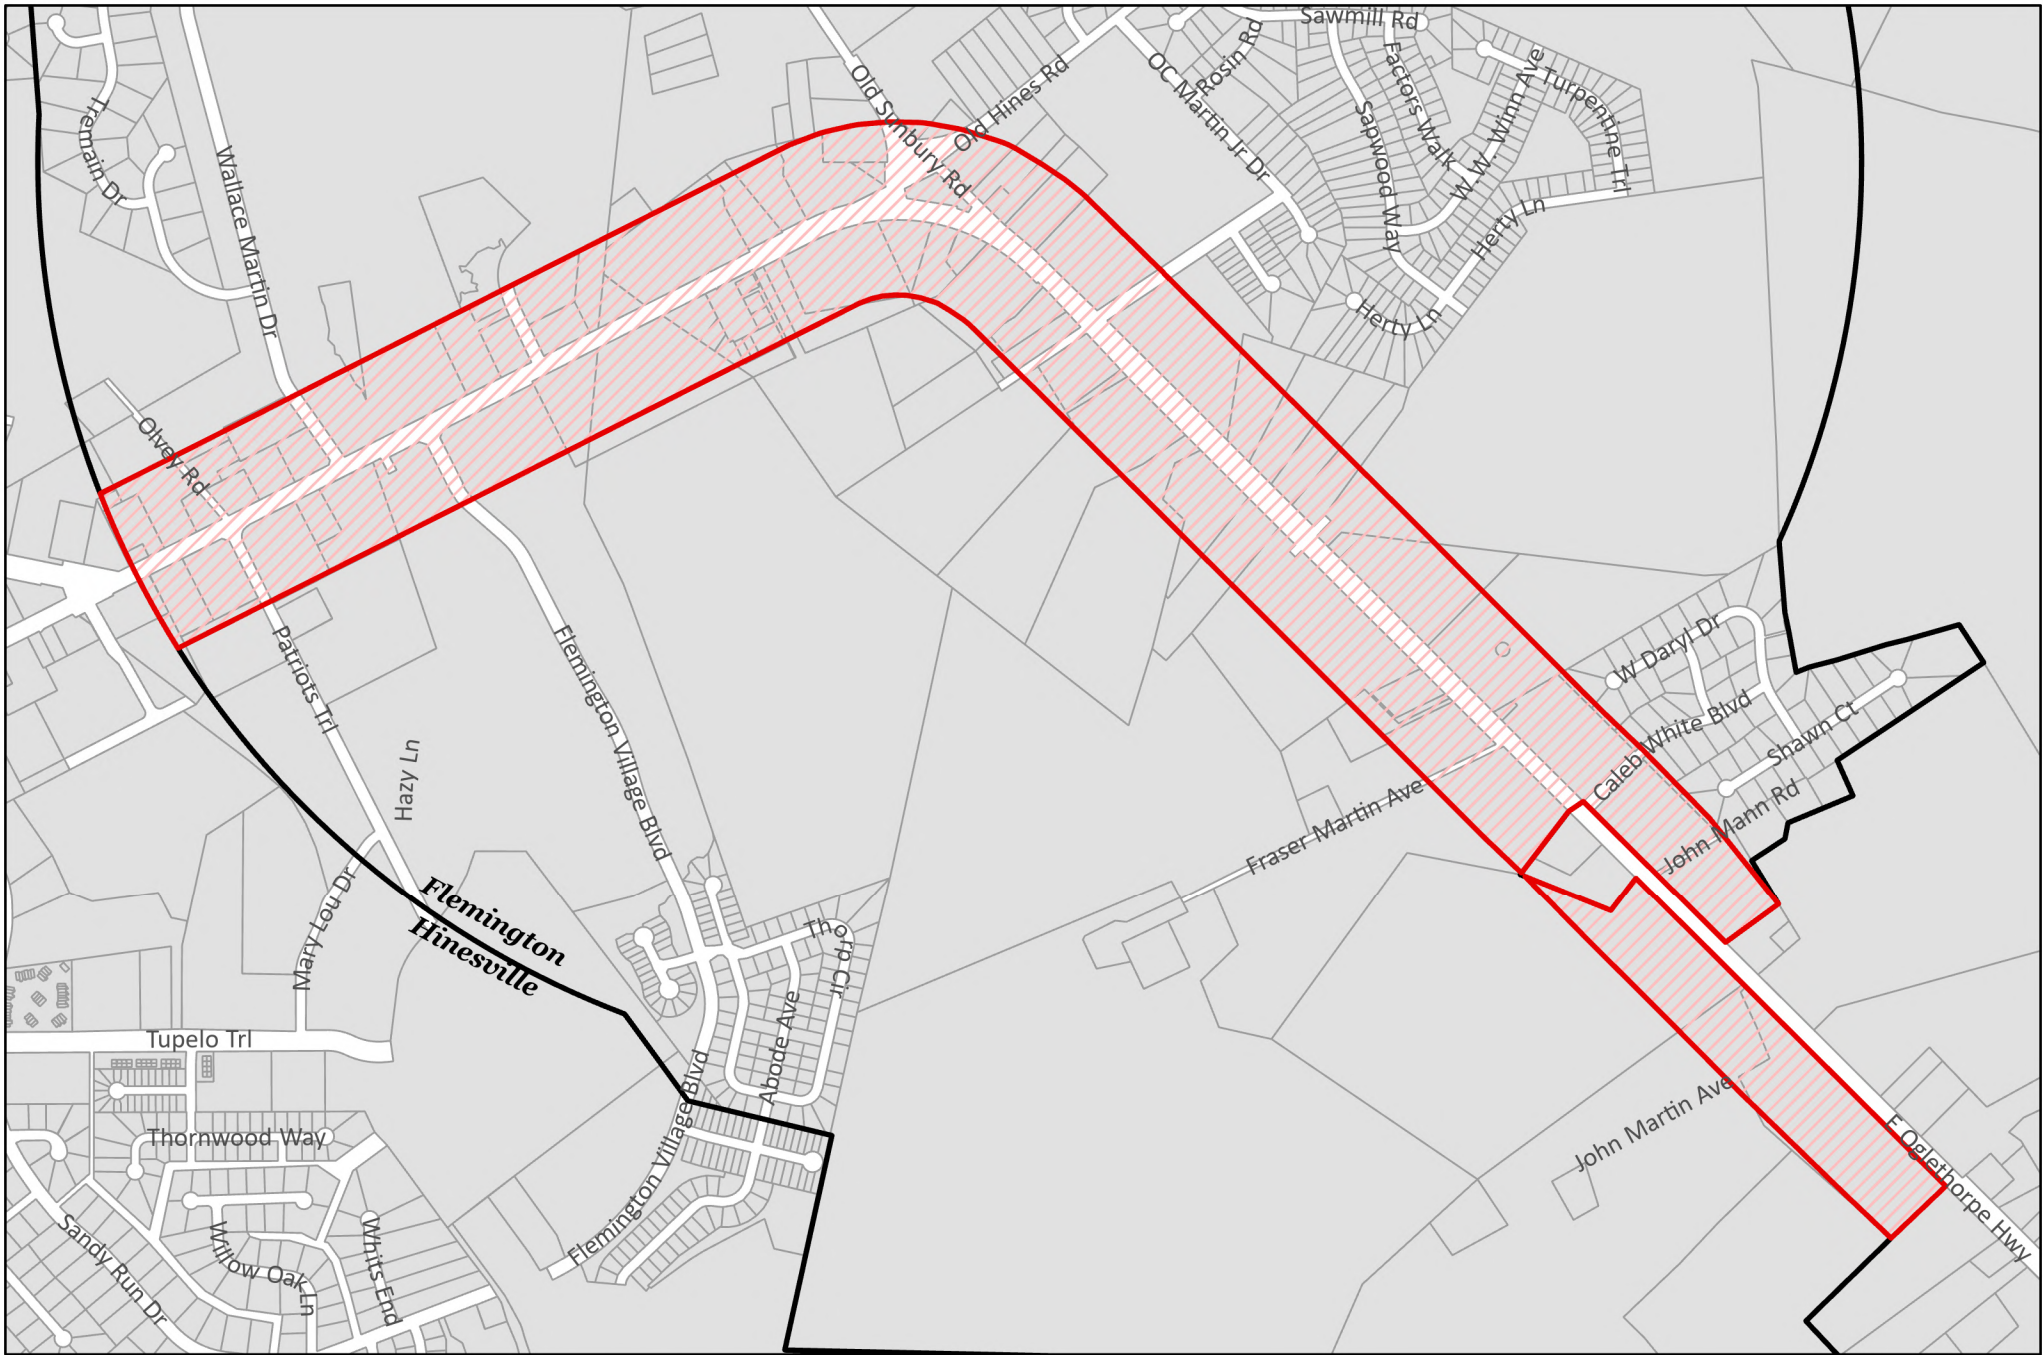 Sawmill Rd
Rosin Rd
Factors Walk
W. W. Winn Ave
Turpentine Trl
Old Sunbury Rd
Old Hines Rd
OC Martin Jr Dr
Sapwood Way
Tremain Dr
Wallace Martin Dr
Herty Ln
Herty Ln
Olvey Rd
Patriots Trl
Flemington Village Blvd
W Daryl Dr
Caleb White Blvd
Shawn Ct
Hazy Ln
Fraser Martin Ave
John Mann Rd
Mary Lou Dr
Flemington
Hinesville
Thorp Cir
Abode Ave
Tupelo Trl
John Martin Ave
Thornwood Way
Flemington Village Blvd
E Oglethorpe Hwy
Sandy Run Dr
Willow Oak Ln
Whits End